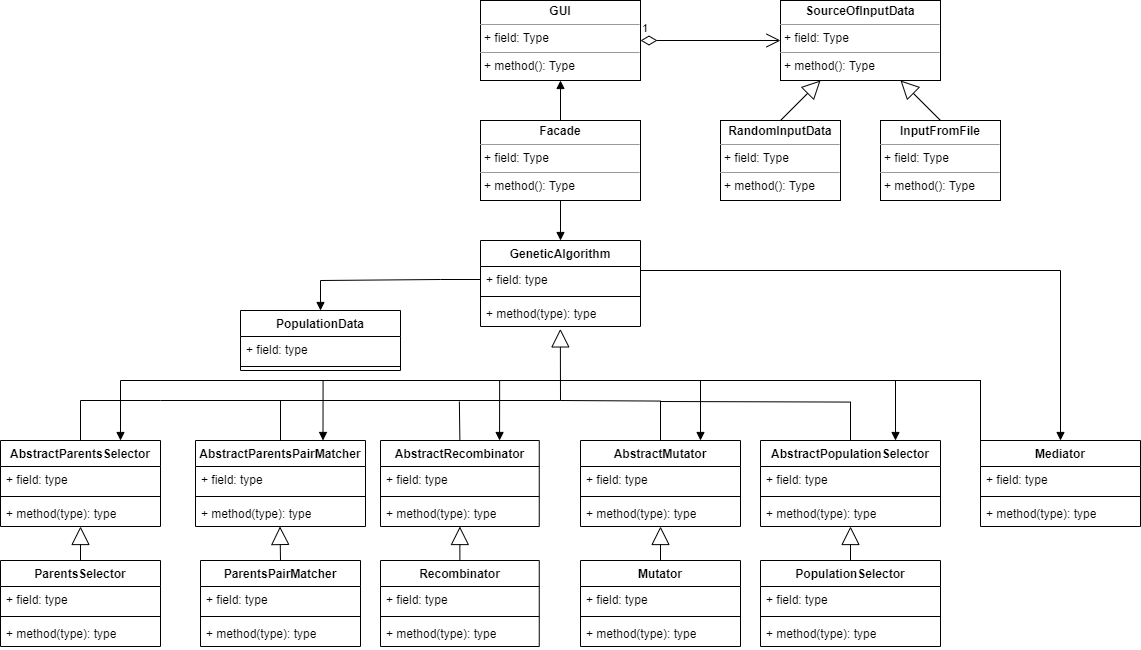 GUI
+ field: Type
+ method(): Type
1
SourceOfInputData
+ field: Type
+ method(): Type
Facade
+ field: Type
+ method(): Type
RandomInputData
+ field: Type
+ method(): Type
InputFromFile
+ field: Type
+ method(): Type
GeneticAlgorithm
+ field: type
+ method(type): type
PopulationData
+ field: type
AbstractParentsSelector
+ field: type
+ method(type): type
AbstractParentsPairMatcher
+ field: type
+ method(type): type
AbstractRecombinator
+ field: type
+ method(type): type
AbstractMutator
+ field: type
+ method(type): type
AbstractPopulationSelector
+ field: type
+ method(type): type
Mediator
+ field: type
+ method(type): type
ParentsSelector
+ field: type
+ method(type): type
ParentsPairMatcher
+ field: type
+ method(type): type
Recombinator
+ field: type
+ method(type): type
Mutator
+ field: type
+ method(type): type
PopulationSelector
+ field: type
+ method(type): type